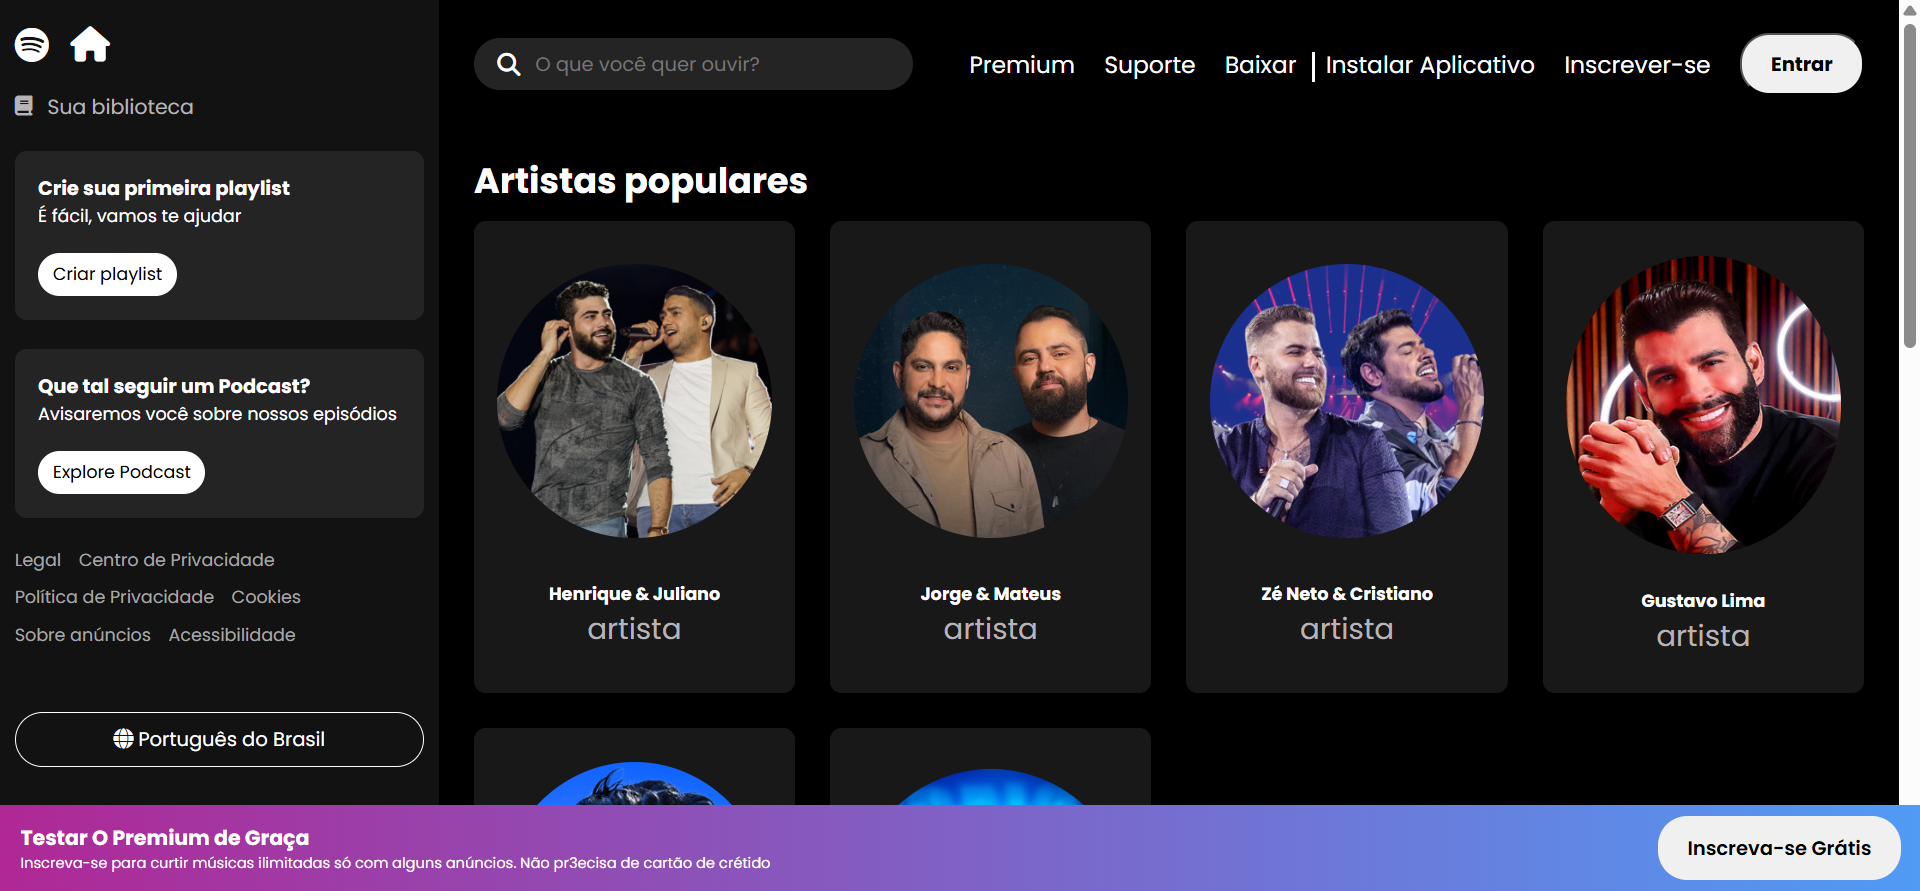 Sua biblioteca
Crie sua primeira playlist
É fácil, vamos te ajudar
Criar playlist
Que tal seguir um Podcast?
Avisaremos você sobre nossos episódios
Explore Podcast
Legal Centro de Privacidade
Política de Privacidade Cookies
Sobre anúncios Acessibilidade
Português do Brasil
O que você quer ouvir?
Premium Suporte Baixar Instalar Aplicativo Inscrever-se Entrar
Artistas populares
Henrique & Juliano
artista
Jorge & Mateus
artista
Zé Neto & Cristiano
artista
Gustavo Lima
artista
Testar O Premium de Graça
Inscreva-se para curtir músicas ilimitadas só com alguns anúncios. Não pr3ecisa de cartão de crétido
Inscreva-se Grátis